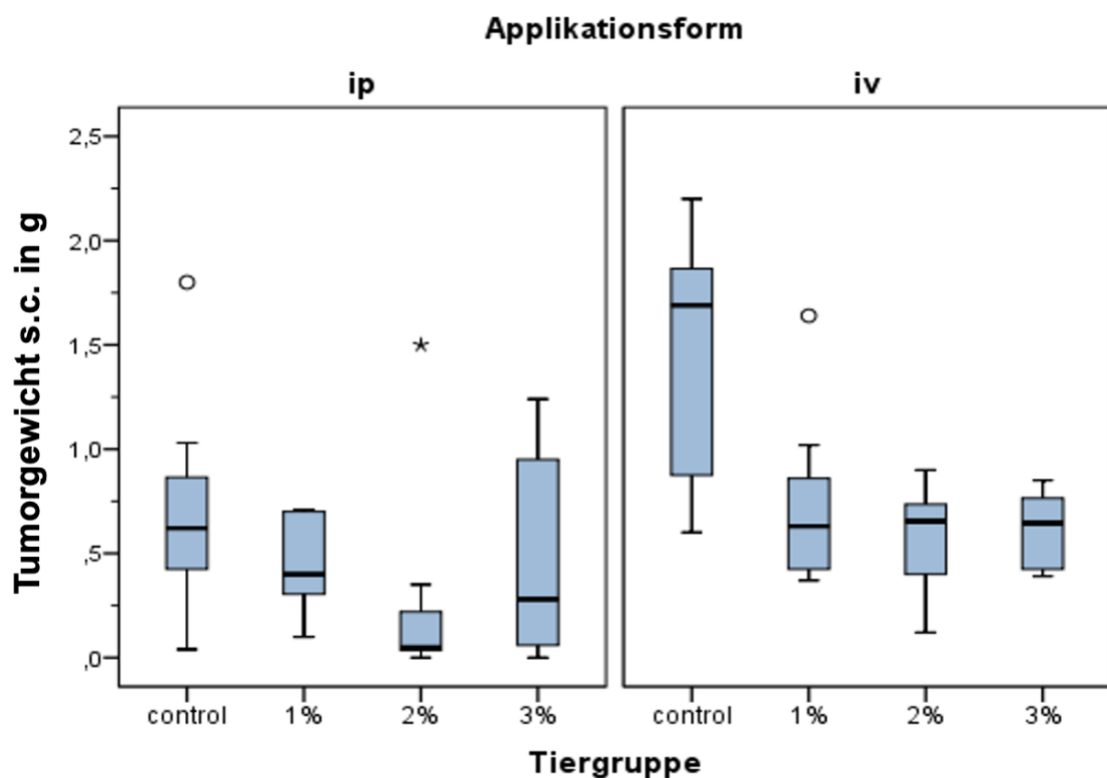 Applikationsform
ip
iv
Tumorgewicht s.c. in g
2,5
2,0
1,5
1,0
,5
,0
control 1% 2% 3% control 1% 2% 3%
Tiergruppe